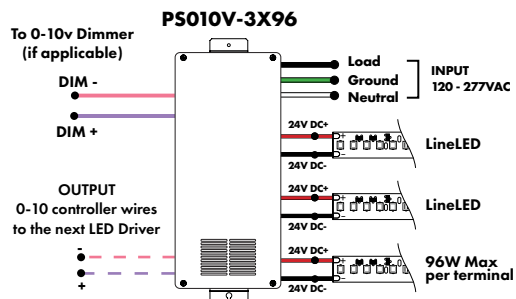 PS010V-3X96
To 0-10v Dimmer
(if applicable)
DIM -
DIM +
OUTPUT
0-10 controller wires
to the next LED Driver
-
+
Load
Ground
Neutral
INPUT
120 - 277VAC
24V DC+
+
-
24V DC-
LineLED
24V DC+
+
-
24V DC-
LineLED
24V DC+
+
-
24V DC-
96W Max
per terminal